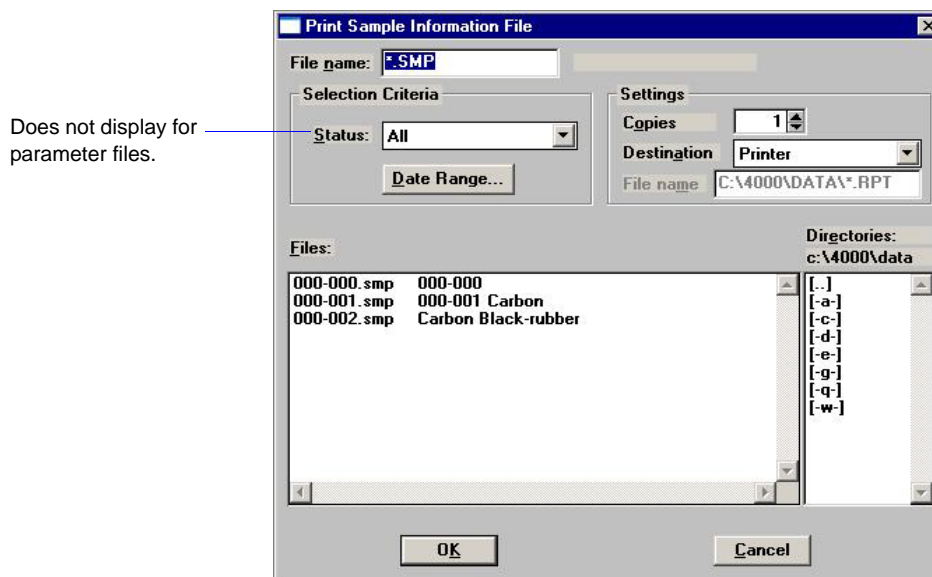 Print Sample Information File
File name: *.SMP
Selection Criteria
Status: All
Date Range...
Settings
Copies 1
Destination Printer
File name C:\4000\DATA\*.RPT
Does not display for
parameter files.
Files:
Directories:
c:\4000\data
000-000.smp 000-000
000-001.smp 000-001 Carbon
000-002.smp Carbon Black-rubber
[..]
[-a-]
[-c-]
[-d-]
[-e-]
[-g-]
[-q-]
[-w-]
OK
Cancel